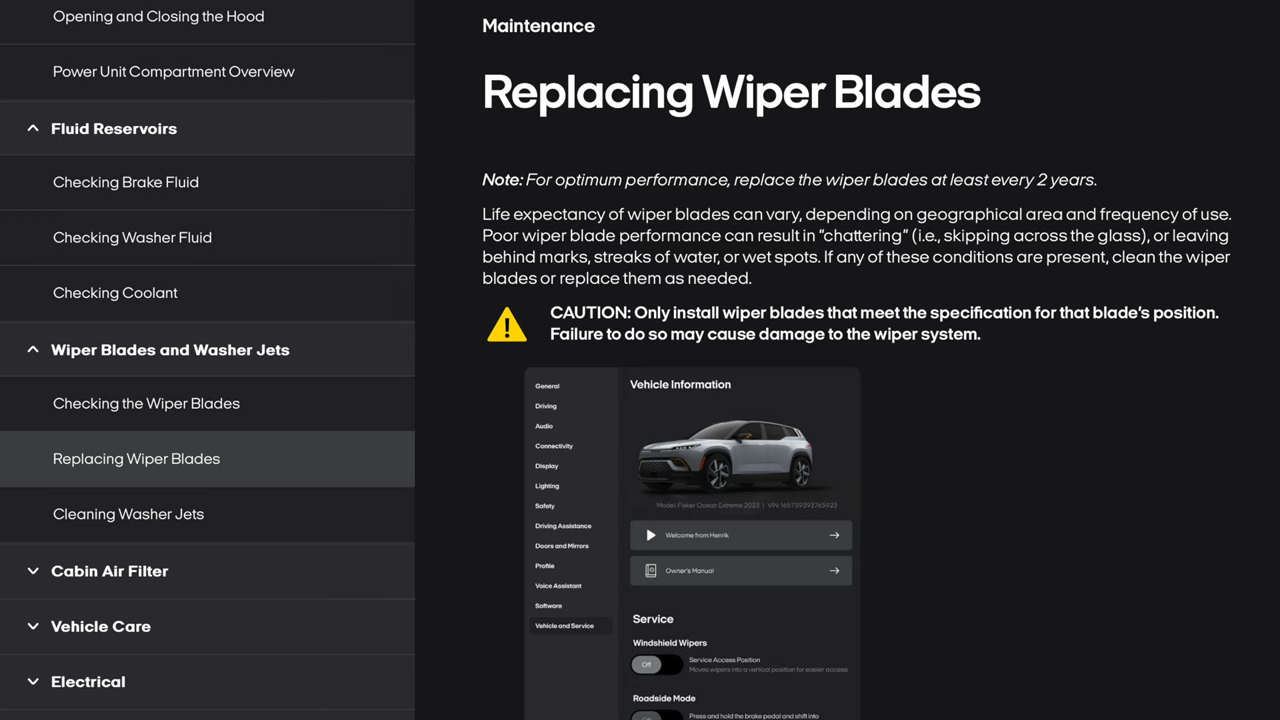 Opening and Closing the Hood
Power Unit Compartment Overview
Fluid Reservoirs
Checking Brake Fluid
Checking Washer Fluid
Checking Coolant
Wiper Blades and Washer Jets
Checking the Wiper Blades
Replacing Wiper Blades
Cleaning Washer Jets
Cabin Air Filter
Vehicle Care
Electrical
Maintenance
Replacing Wiper Blades
Note: For optimum performance, replace the wiper blades at least every 2 years.
Life expectancy of wiper blades can vary, depending on geographical area and frequency of use.
Poor wiper blade performance can result in “chattering” (i.e., skipping across the glass), or leaving
behind marks, streaks of water, or wet spots. If any of these conditions are present, clean the wiper
blades or replace them as needed.
CAUTION: Only install wiper blades that meet the specification for that blade’s position.
Failure to do so may cause damage to the wiper system.
General
Driving
Audio
Connectivity
Display
Lighting
Safety
Driving Assistance
Doors and Mirrors
Profile
Voice Assistant
Software
Vehicle and Service
Vehicle Information
Model: Fisker Ocean Extreme 2023 | VIN: 165739393765923
Welcome from Henrik
Owner's Manual
Service
Windshield Wipers
Off
Service Access Position
Moves wipers into a vertical position for easier access
Roadside Mode
Press and hold the brake pedal and shift into